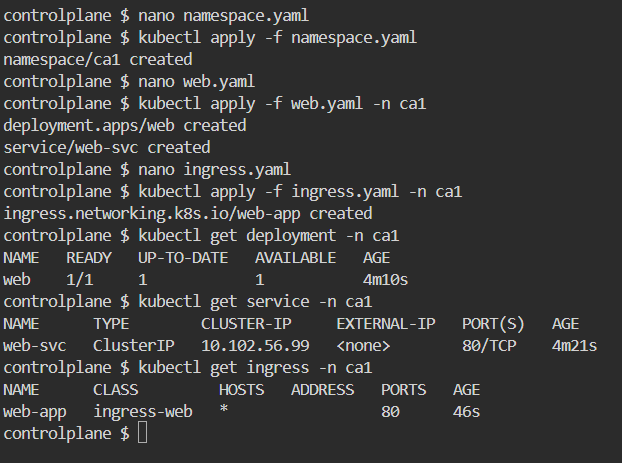 controlplane $ nano namespace.yaml
controlplane $ kubectl apply -f namespace.yaml
namespace/ca1 created
controlplane $ nano web.yaml
controlplane $ kubectl apply -f web.yaml -n ca1
deployment.apps/web created
service/web-svc created
controlplane $ nano ingress.yaml
controlplane $ kubectl apply -f ingress.yaml -n ca1
ingress.networking.k8s.io/web-app created
controlplane $ kubectl get deployment -n ca1
NAME   READY   UP-TO-DATE   AVAILABLE   AGE
web    1/1     1            1           4m10s
controlplane $ kubectl get service -n ca1
NAME      TYPE        CLUSTER-IP     EXTERNAL-IP   PORT(S)   AGE
web-svc   ClusterIP   10.102.56.99   <none>        80/TCP    4m21s
controlplane $ kubectl get ingress -n ca1
NAME      CLASS         HOSTS   ADDRESS   PORTS   AGE
web-app   ingress-web   *                 80      46s
controlplane $